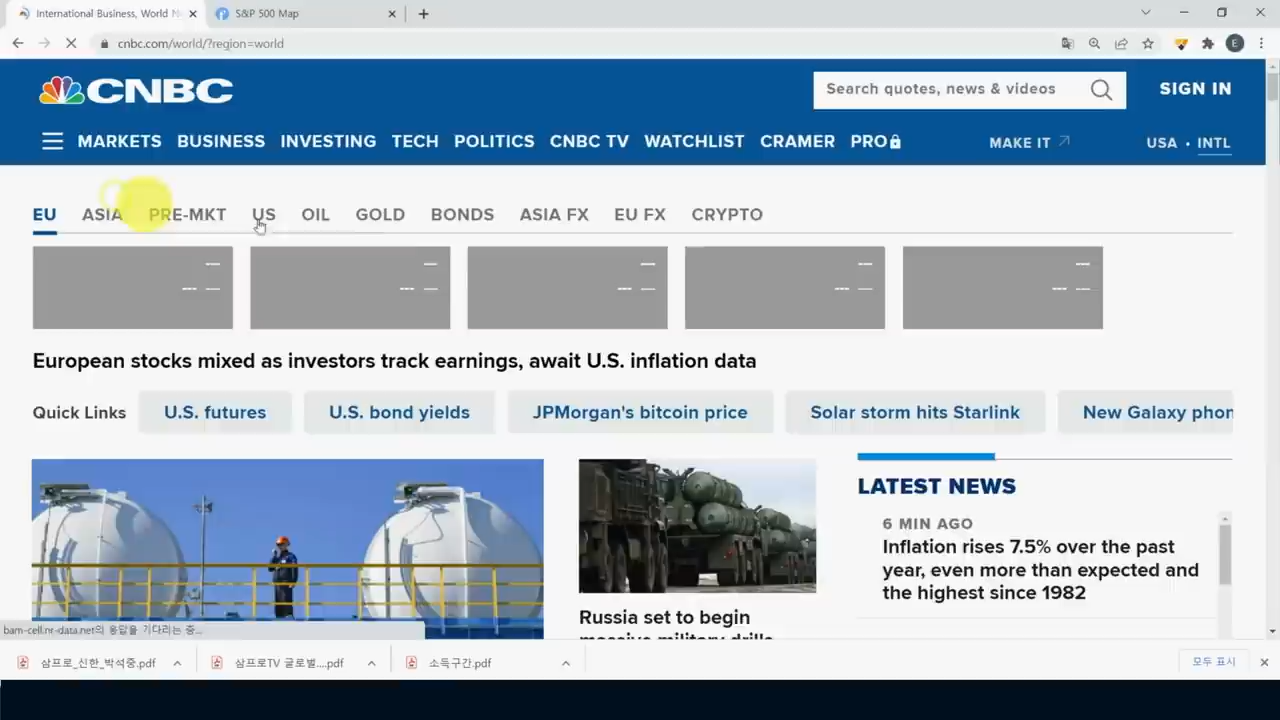 International Business, World N
S&P 500 Map
cnbc.com/world/?region=world
E
CNBC
Search quotes, news & videos
SIGN IN
MARKETS BUSINESS INVESTING TECH POLITICS CNBC TV WATCHLIST CRAMER PRO
MAKE IT
USA • INTL
EU ASIA PRE-MKT US OIL GOLD BONDS ASIA FX EU FX CRYPTO
European stocks mixed as investors track earnings, await U.S. inflation data
Quick Links
U.S. futures
U.S. bond yields
JPMorgan's bitcoin price
Solar storm hits Starlink
New Galaxy phon
LATEST NEWS
6 MIN AGO
Inflation rises 7.5% over the past
year, even more than expected and
the highest since 1982
Russia set to begin
massive military drills
bam-cell.nr-data.net의 응답을 기다리는 중...
삼프로_신한_박석중.pdf
삼프로TV 글로벌....pdf
소득구간.pdf
모두 표시